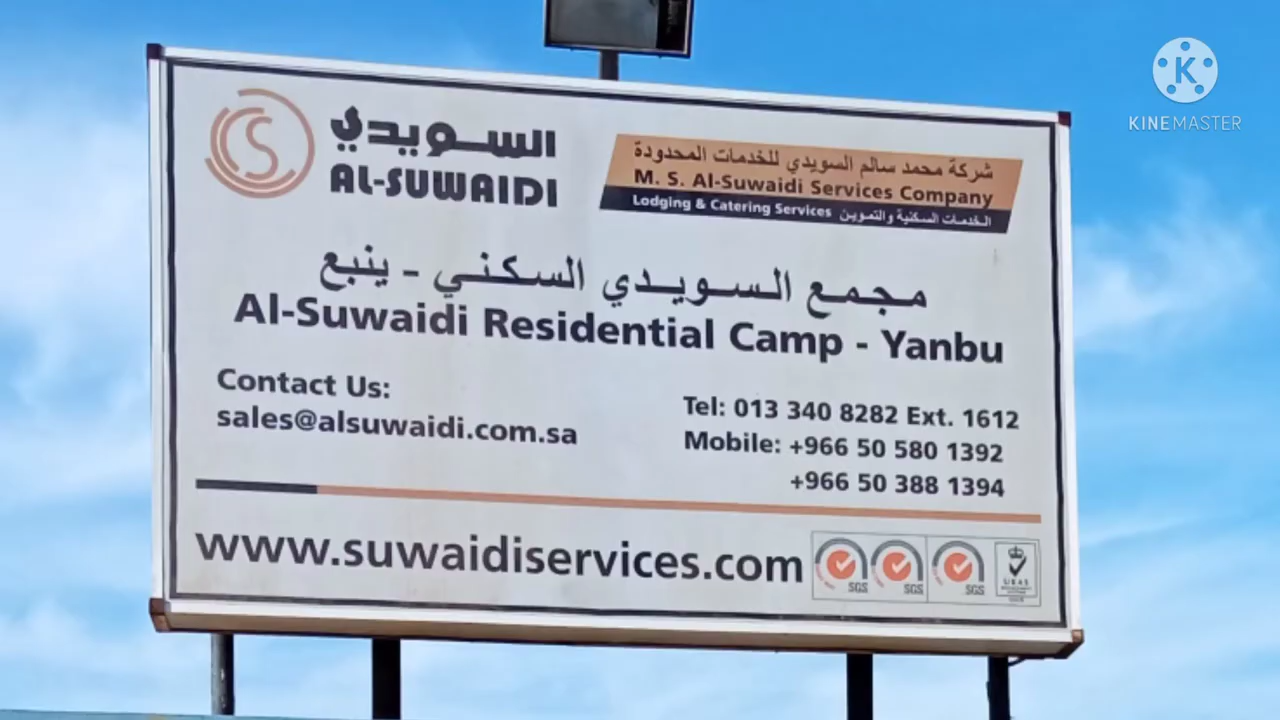 KINEMASTER
السويدي
AL-SUWAIDI
شركة محمد سالم السويدي للخدمات المحدودة
M. S. Al-Suwaidi Services Company
Lodging & Catering Services الخدمات السكنية والتموين
مجمع السويدي السكني - ينبع
Al-Suwaidi Residential Camp - Yanbu
Contact Us:
sales@alsuwaidi.com.sa
Tel: 013 340 8282 Ext. 1612
Mobile: +966 50 580 1392
+966 50 388 1394
www.suwaidiservices.com
SGS SGS SGS
UKAS